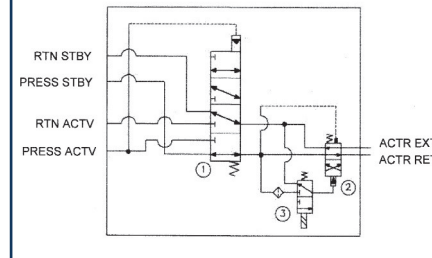 RTN STBY
PRESS STBY
RTN ACTV
PRESS ACTV
ACTR EXT
ACTR RET
1
2
3